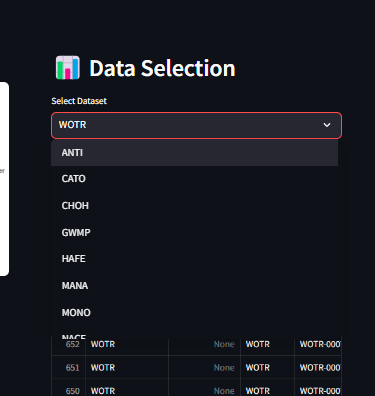 Data Selection
Select Dataset
WOTR
ANTI
CATO
CHOH
GWMP
HAFE
MANA
MONO
NACE
652 WOTR None WOTR WOTR-000
651 WOTR None WOTR WOTR-000
650 WOTR None WOTR WOTR-000